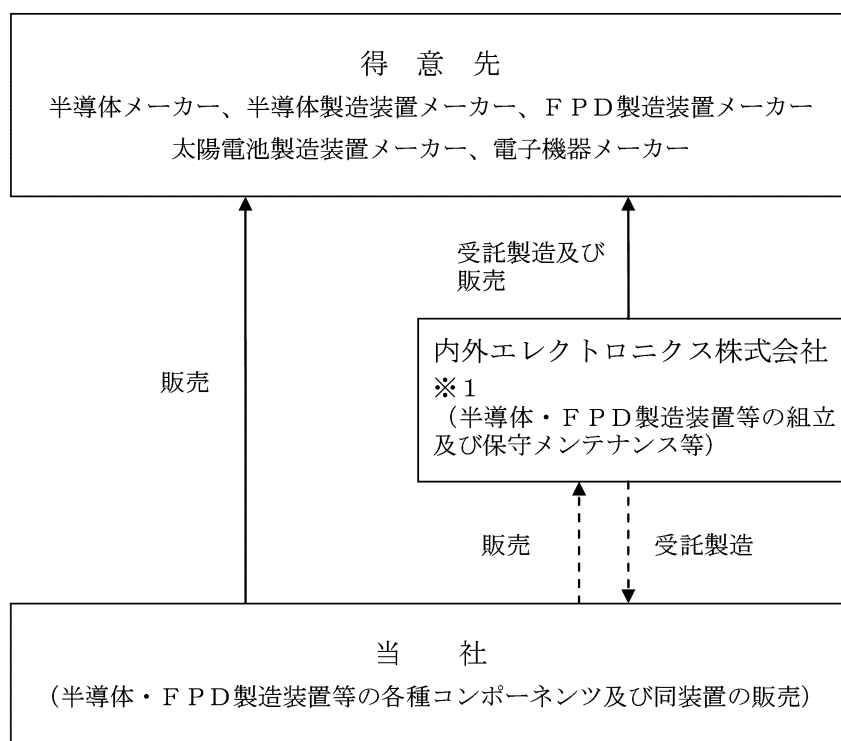 得　意　先
半導体メーカー、半導体製造装置メーカー、ＦＰＤ製造装置メーカー
太陽電池製造装置メーカー、電子機器メーカー
受託製造及び
販売
販売
内外エレクトロニクス株式会社
※１
（半導体・ＦＰＤ製造装置等の組立
及び保守メンテナンス等）
販売
受託製造
当　　社
（半導体・ＦＰＤ製造装置等の各種コンポーネンツ及び同装置の販売）